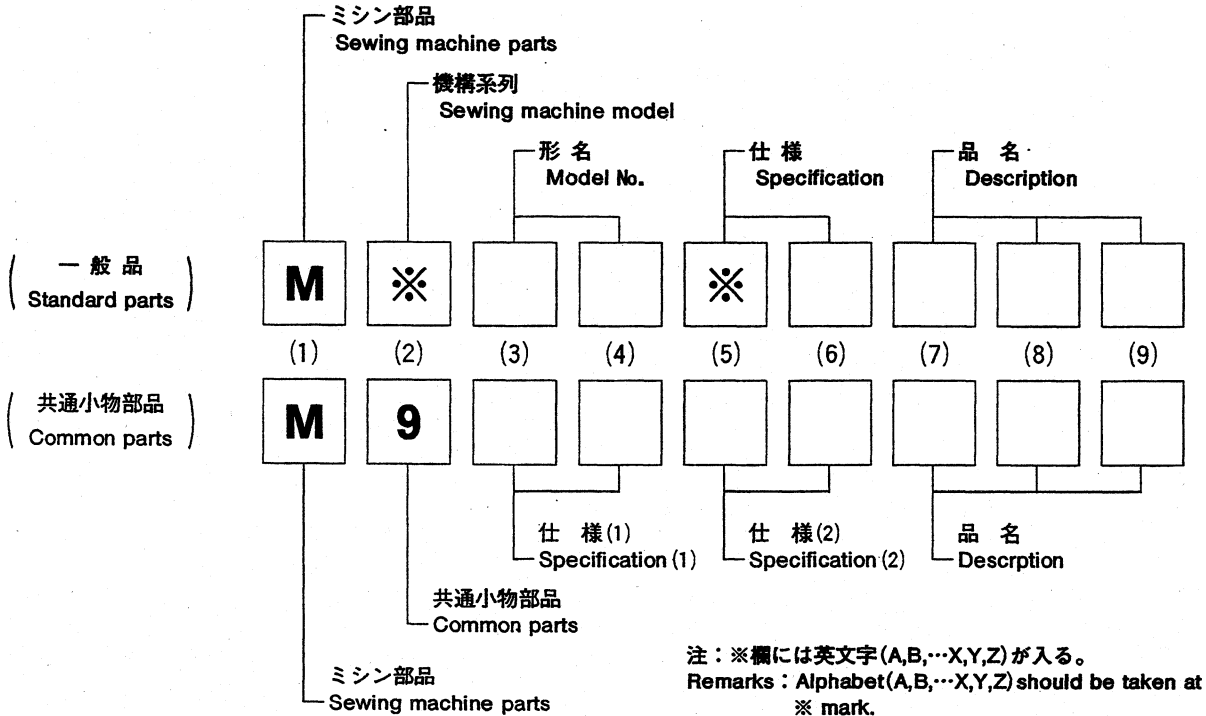 ミシン部品
Sewing machine parts
機構系列
Sewing machine model
形 名
Model No.
仕 様
Specification
品 名
Description
( 一 般 品 )
Standard parts
M ※ ※
(1) (2) (3) (4) (5) (6) (7) (8) (9)
( 共通小物部品 )
Common parts
M 9
仕 様(1)
Specification(1)
仕 様(2)
Specification(2)
品 名
Descrption
共通小物部品
Common parts
ミシン部品
Sewing machine parts
注：※欄には英文字(A,B,…X,Y,Z)が入る。
Remarks : Alphabet(A,B,…X,Y,Z)should be taken at
※ mark.